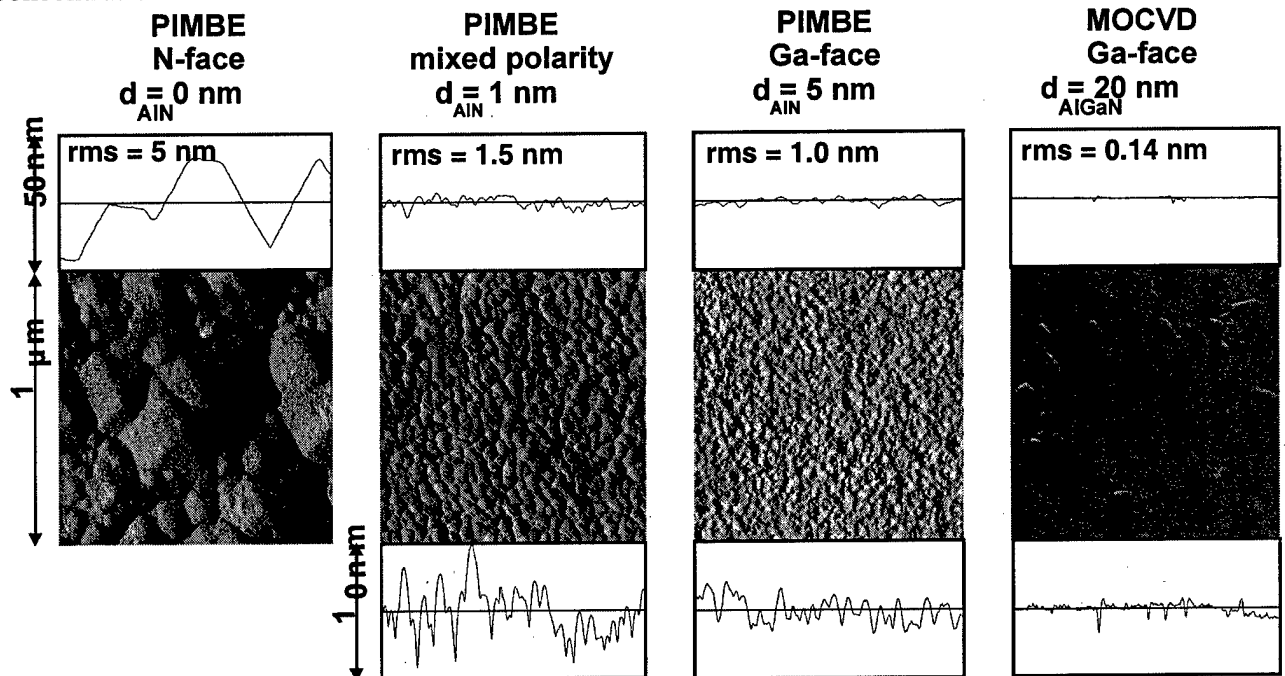 PIMBE
N-face
d = 0 nm
AlN
PIMBE
mixed polarity
d = 1 nm
AlN
PIMBE
Ga-face
d = 5 nm
AlN
MOCVD
Ga-face
d = 20 nm
AlGaN
rms = 5 nm
rms = 1.5 nm
rms = 1.0 nm
rms = 0.14 nm
50 nm
1 µm
10 nm